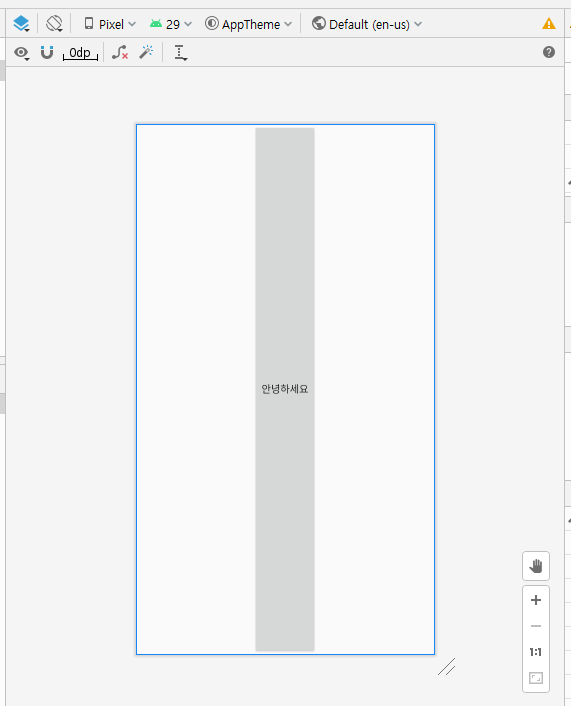 Pixel 29 AppTheme Default (en-us)
0dp
안녕하세요
1:1